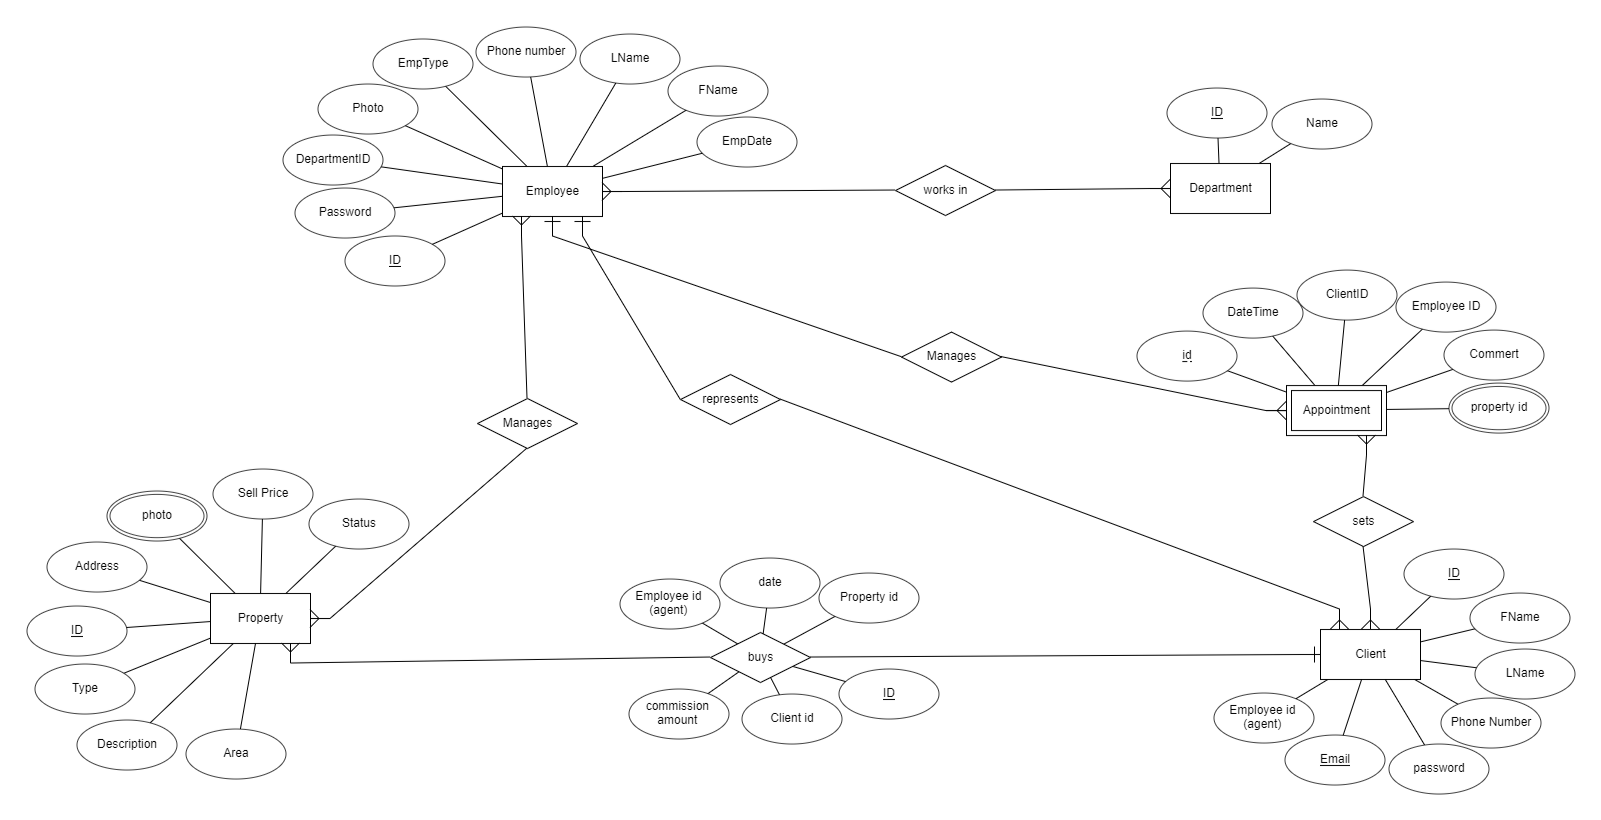 Phone number
LName
EmpType
FName
Photo
EmpDate
DepartmentID
Password
ID
Employee
works in
ID
Name
Department
DateTime
ClientID
Employee ID
id
Commert
Appointment
property id
Manages
represents
Manages
sets
photo
Sell Price
Status
Address
ID
Property
Type
Description
Area
Employee id
(agent)
date
Property id
buys
commission
amount
Client id
ID
ID
FName
Client
LName
Employee id
(agent)
Phone Number
Email
password